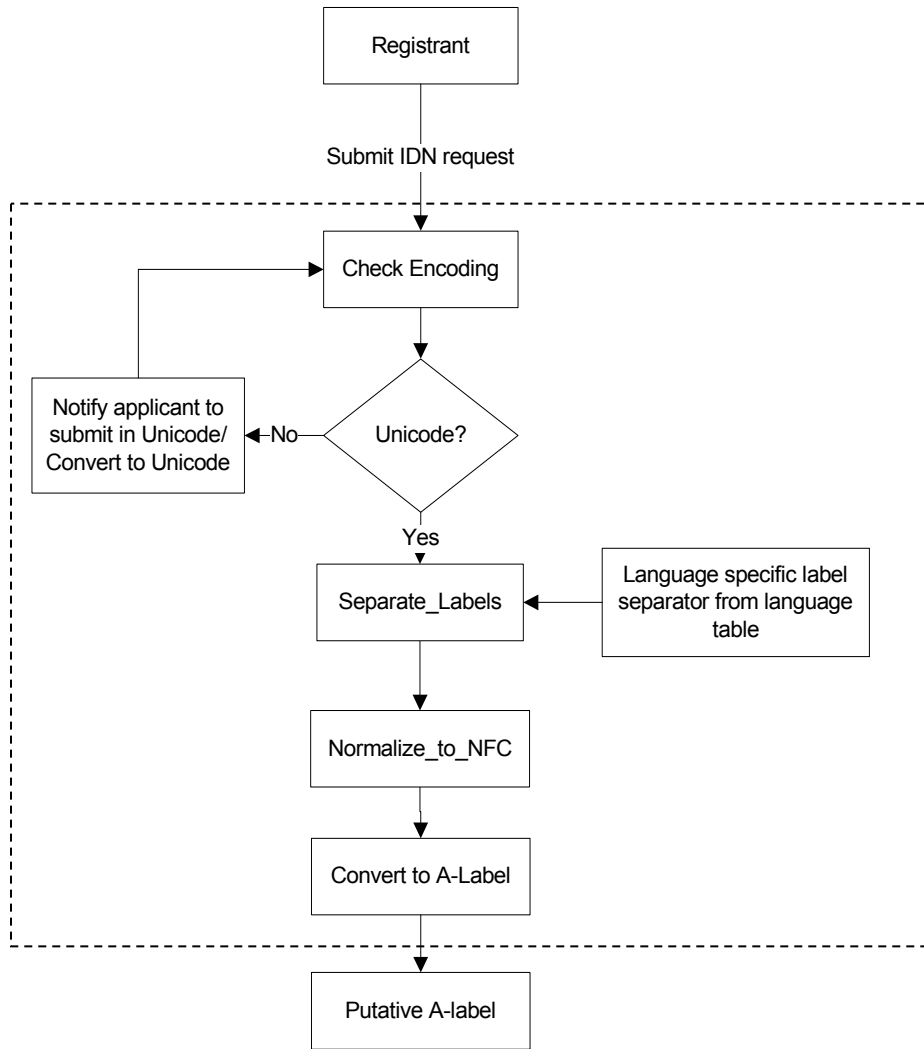 Registrant
Submit IDN request
Check Encoding
Notify applicant to
submit in Unicode/
Convert to Unicode
No
Unicode?
Yes
Separate_Labels
Language specific label
separator from language
table
Normalize_to_NFC
Convert to A-Label
Putative A-label